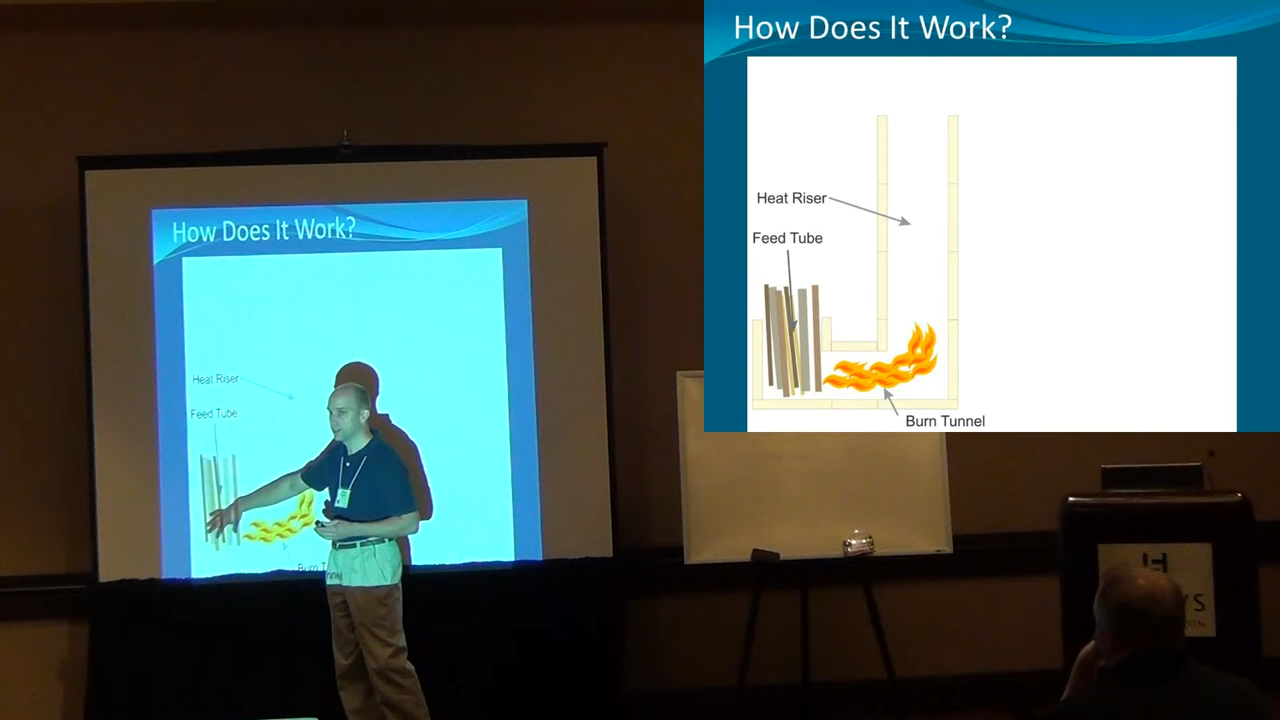 How Does It Work?
Heat Riser
Feed Tube
Burn Tunnel
How Does It Work?
Heat Riser
Feed Tube